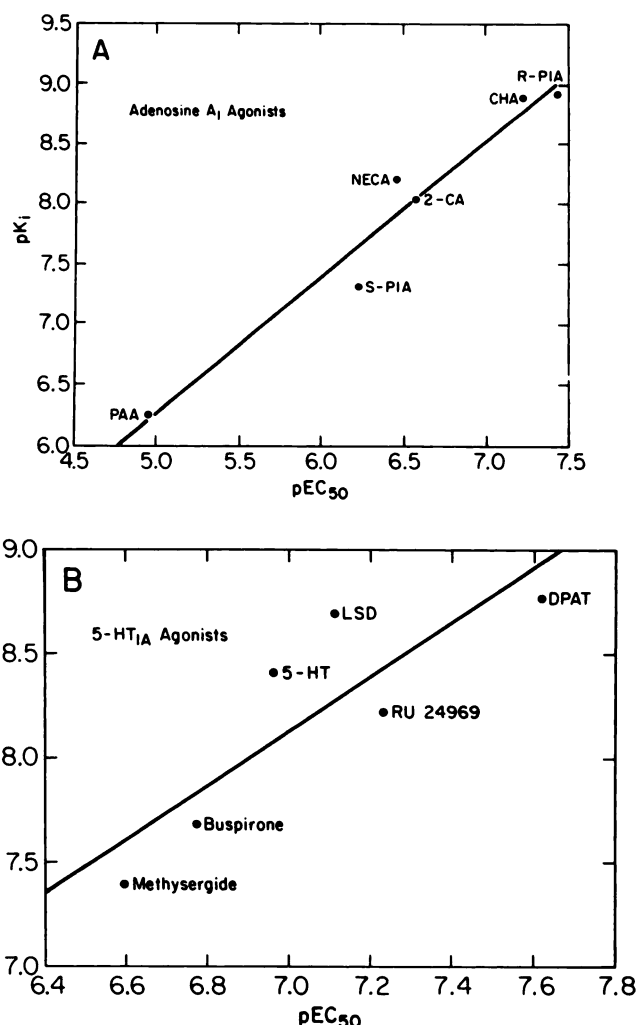 9.5
A
R-PIA
9.0
CHA
Adenosine A₁ Agonists
8.5
NECA
8.0
2-CA
pKᵢ
7.5
S-PIA
7.0
6.5
PAA
6.0
4.5 5.0 5.5 6.0 6.5 7.0 7.5
pEC₅₀
9.0
B
DPAT
LSD
5-HT₁ₐ Agonists
8.5
5-HT
RU 24969
8.0
Buspirone
7.5
Methysergide
7.0
6.4 6.6 6.8 7.0 7.2 7.4 7.6 7.8
pEC₅₀